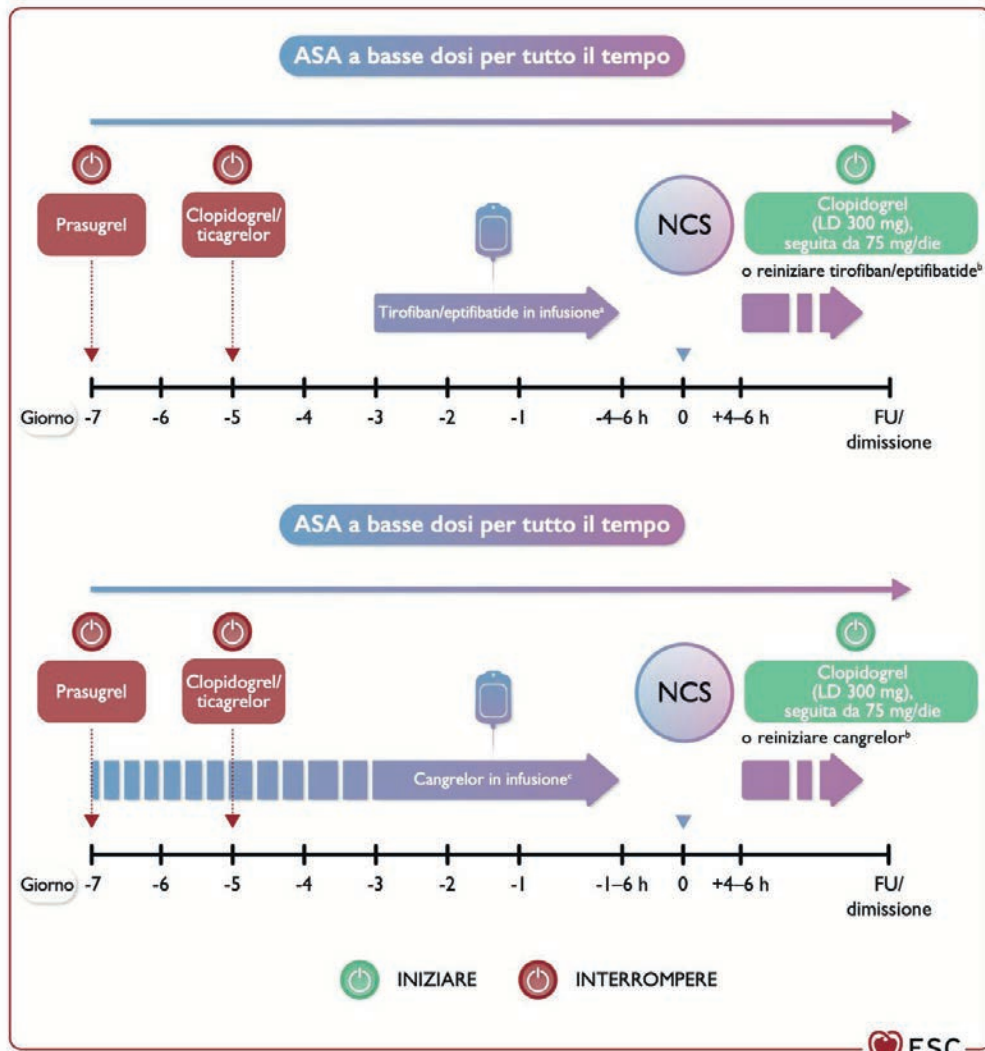 ASA a basse dosi per tutto il tempo
Prasugrel
Clopidogrel/
ticagrelor
NCS
Clopidogrel
(LD 300 mg),
seguita da 75 mg/die
o reiniziare tirofiban/eptifibatideᵇ
Tirofiban/eptifibatide in infusioneᵃ
Giorno -7 -6 -5 -4 -3 -2 -1 -4–6 h 0 +4–6 h FU/
dimissione
ASA a basse dosi per tutto il tempo
Prasugrel
Clopidogrel/
ticagrelor
NCS
Clopidogrel
(LD 300 mg),
seguita da 75 mg/die
o reiniziare cangrelorᵇ
Cangrelor in infusioneᶜ
Giorno -7 -6 -5 -4 -3 -2 -1 -1–6 h 0 +4–6 h FU/
dimissione
INIZIARE INTERROMPERE
ESC